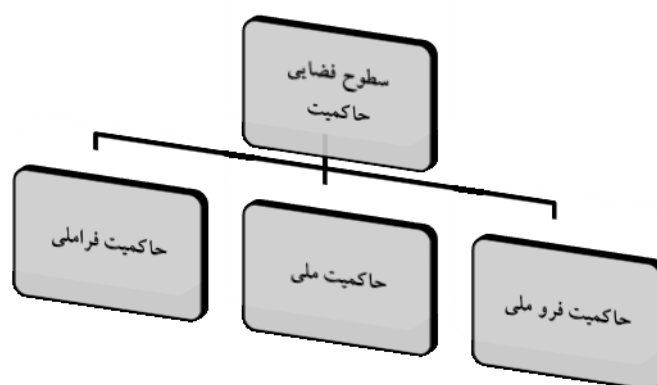 سطوح فضایی
حاکمیت
حاکمیت فرو ملی
حاکمیت ملی
حاکمیت فراملی